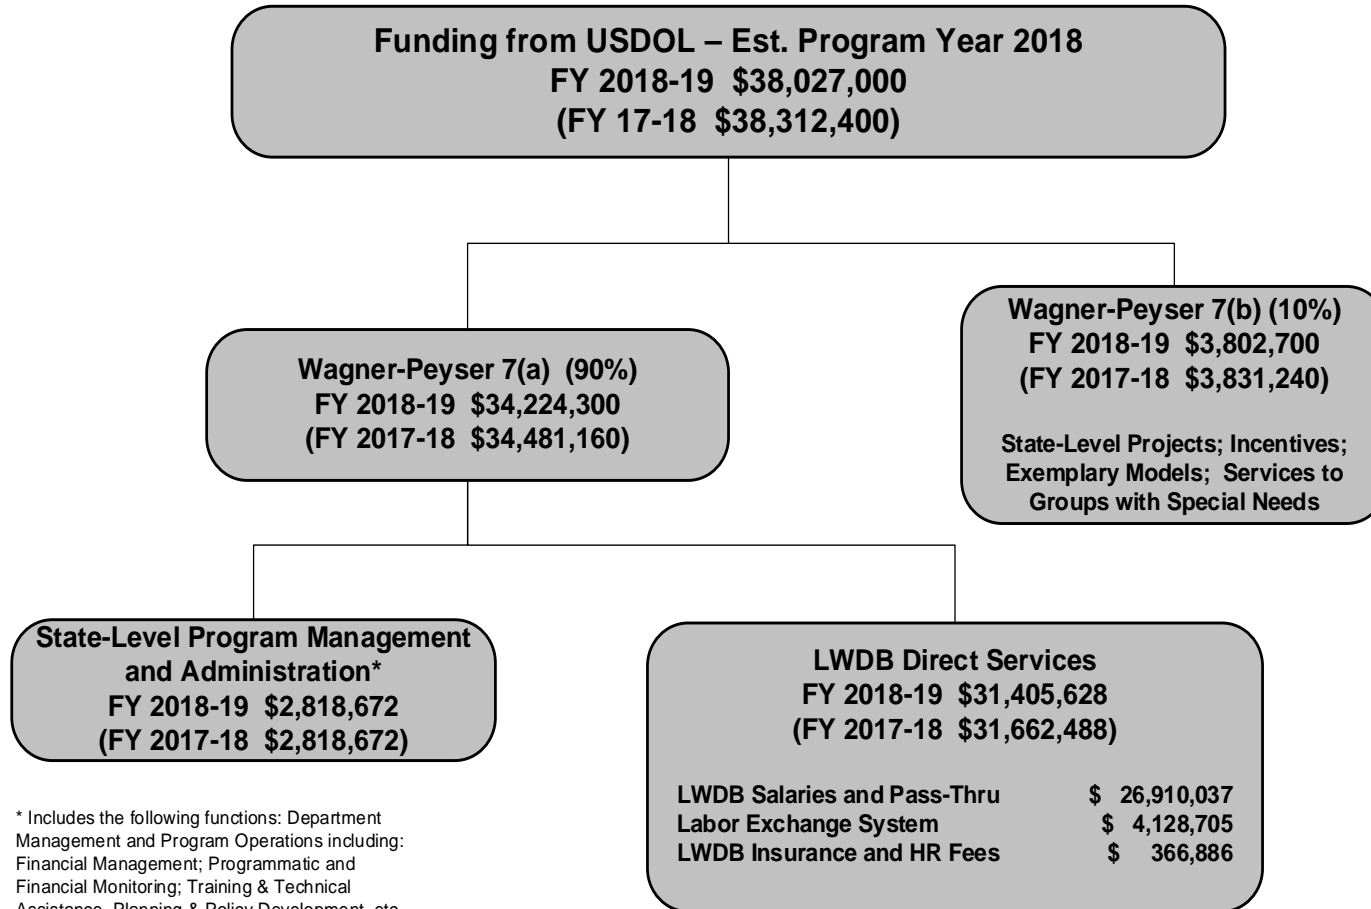 Funding from USDOL – Est. Program Year 2018
FY 2018-19 $38,027,000
(FY 17-18 $38,312,400)
Wagner-Peyser 7(a) (90%)
FY 2018-19 $34,224,300
(FY 2017-18 $34,481,160)
Wagner-Peyser 7(b) (10%)
FY 2018-19 $3,802,700
(FY 2017-18 $3,831,240)
State-Level Projects; Incentives;
Exemplary Models; Services to
Groups with Special Needs
State-Level Program Management
and Administration*
FY 2018-19 $2,818,672
(FY 2017-18 $2,818,672)
LWDB Direct Services
FY 2018-19 $31,405,628
(FY 2017-18 $31,662,488)
LWDB Salaries and Pass-Thru $ 26,910,037
Labor Exchange System $ 4,128,705
LWDB Insurance and HR Fees $ 366,886
* Includes the following functions: Department
Management and Program Operations including:
Financial Management; Programmatic and
Financial Monitoring; Training & Technical
Assistance, Planning & Policy Development, etc.